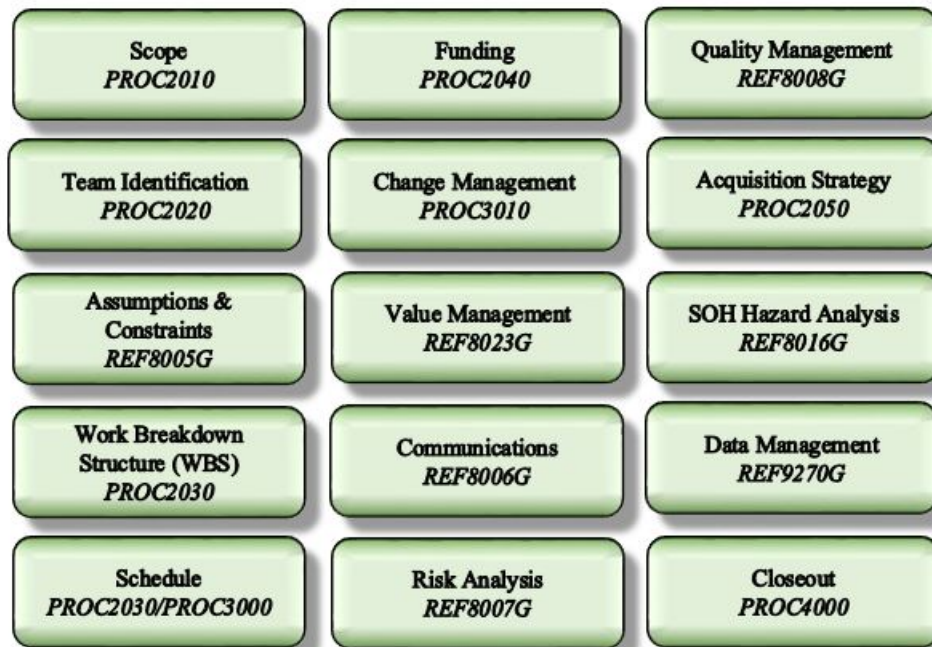 Scope
PROC2010
Funding
PROC2040
Quality Management
REF8008G
Team Identification
PROC2020
Change Management
PROC3010
Acquisition Strategy
PROC2050
Assumptions &
Constraints
REF8005G
Value Management
REF8023G
SOH Hazard Analysis
REF8016G
Work Breakdown
Structure (WBS)
PROC2030
Communications
REF8006G
Data Management
REF9270G
Schedule
PROC2030/PROC3000
Risk Analysis
REF8007G
Closeout
PROC4000